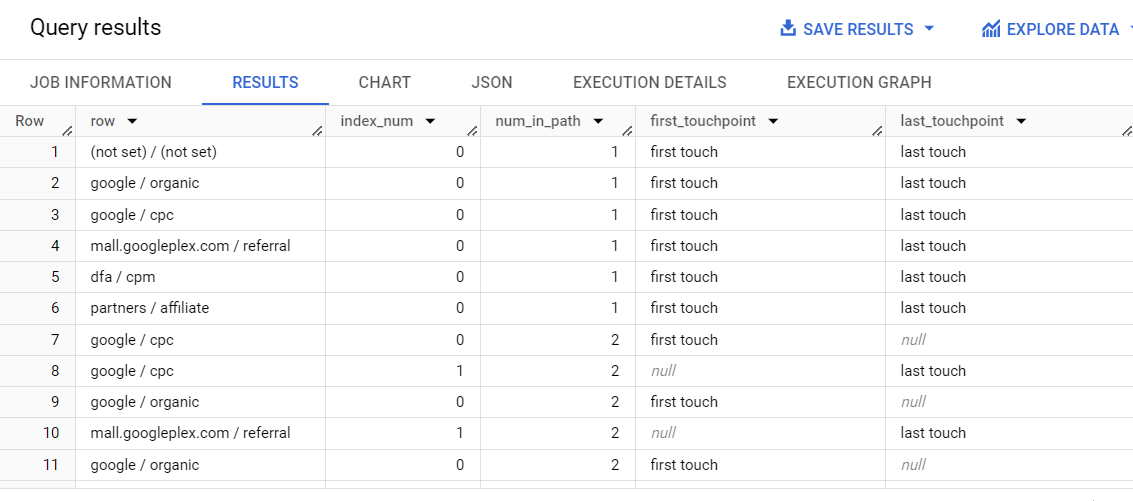 Query results SAVE RESULTS EXPLORE DATA
JOB INFORMATION RESULTS CHART JSON EXECUTION DETAILS EXECUTION GRAPH
Row row index_num num_in_path first_touchpoint last_touchpoint
1 (not set) / (not set) 0 1 first touch last touch
2 google / organic 0 1 first touch last touch
3 google / cpc 0 1 first touch last touch
4 mall.googleplex.com / referral 0 1 first touch last touch
5 dfa / cpm 0 1 first touch last touch
6 partners / affiliate 0 1 first touch last touch
7 google / cpc 0 2 first touch null
8 google / cpc 1 2 null last touch
9 google / organic 0 2 first touch null
10 mall.googleplex.com / referral 1 2 null last touch
11 google / organic 0 2 first touch null